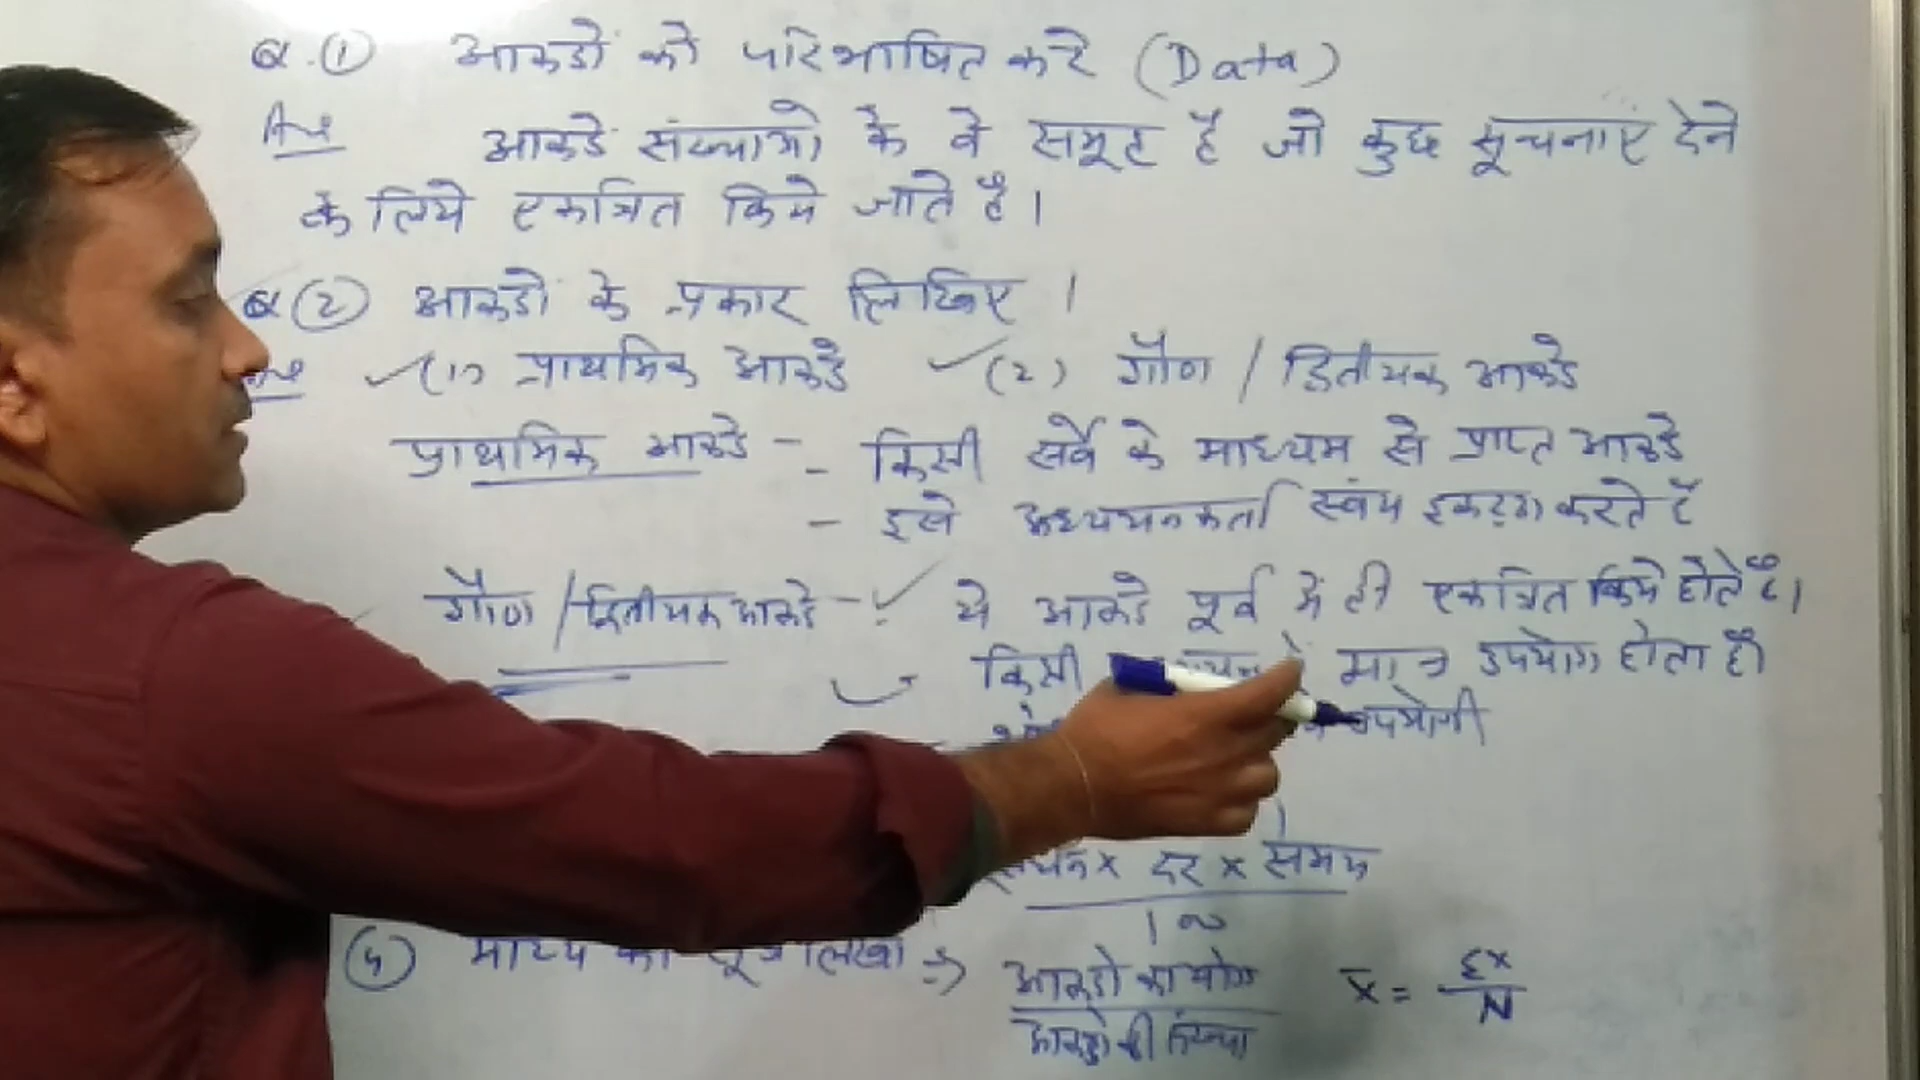 Q.① आकडों को परिभाषित करे (Data)
Ans आकडे संख्याओ के वे समूह है जो कुछ सूचनाएं देने
के लिये एकत्रित किये जाते है।
Q② आकडों के प्रकार लिखिए।
Ans (1) प्राथमिक आकडे (2) गौण / द्वितीयक आकडे
प्राथमिक आकडे - - किसी सर्वे के माध्यम से प्राप्त आकडे
- इसे अध्ययनकर्ता स्वंय इकट्ठा करते है
गौण / द्वितीयक आकडे - ये आकडे पूर्व मे ही एकत्रित किये होते है।
किसी मात्र उपयोग होता है।
उपयोगी
x दर x समय
100
④ माध्य का सूत्र लिखो => आकडो का योग x̄ = Σx
आकडो की संख्या N